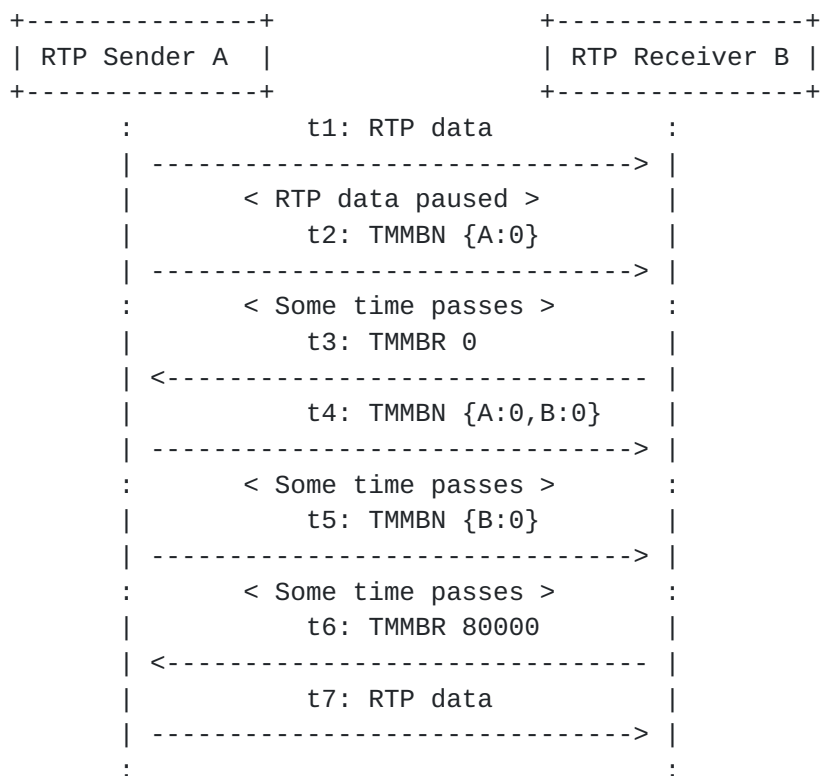 +---------------+                 +----------------+
| RTP Sender A  |                 | RTP Receiver B |
+---------------+                 +----------------+
       :           t1: RTP data           :
       | -------------------------------> |
       |       < RTP data paused >        |
       |           t2: TMMBN {A:0}        |
       | -------------------------------> |
       :       < Some time passes >       :
       |           t3: TMMBR 0            |
       | <-------------------------------- |
       |           t4: TMMBN {A:0,B:0}    |
       | -------------------------------> |
       :       < Some time passes >       :
       |           t5: TMMBN {B:0}        |
       | -------------------------------> |
       :       < Some time passes >       :
       |           t6: TMMBR 80000        |
       | <-------------------------------- |
       |           t7: RTP data           |
       | -------------------------------> |
       :                                  :